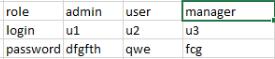 role admin user manager
login u1 u2 u3
password dfgfth qwe fcg